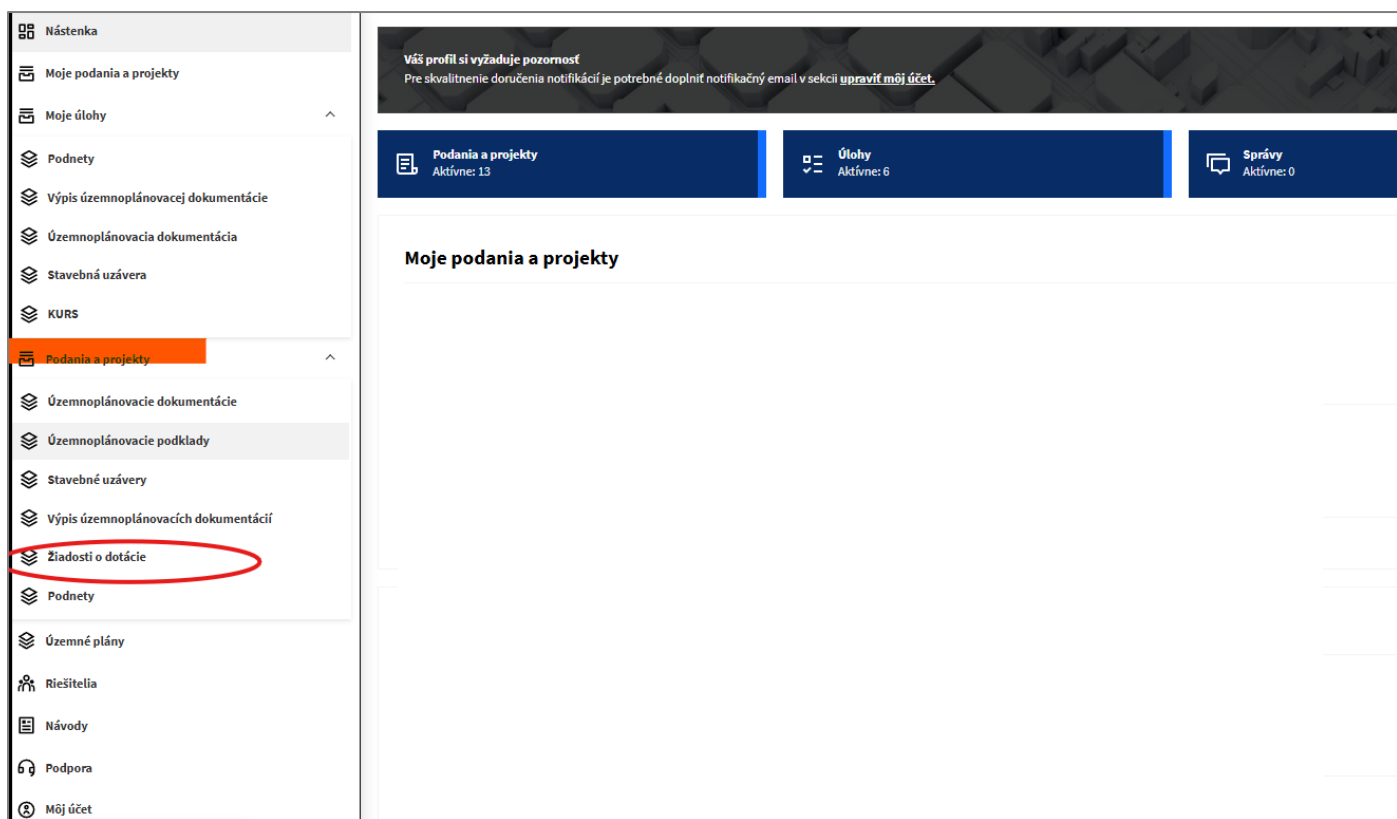 Nástenka
Moje podania a projekty
Moje úlohy
Podnety
Výpis územnoplánovacej dokumentácie
Územnoplánovacia dokumentácia
Stavebná uzávera
KURS
Podania a projekty
Územnoplánovacie dokumentácie
Územnoplánovacie podklady
Stavebné uzávery
Výpis územnoplánovacích dokumentácií
Žiadosti o dotácie
Podnety
Územné plány
Riešitelia
Návody
Podpora
Môj účet
Váš profil si vyžaduje pozornosť
Pre skvalitnenie doručenia notifikácií je potrebné doplniť notifikačný email v sekcii upraviť môj účet.
Podania a projekty
Aktívne: 13
Úlohy
Aktívne: 6
Správy
Aktívne: 0
Moje podania a projekty